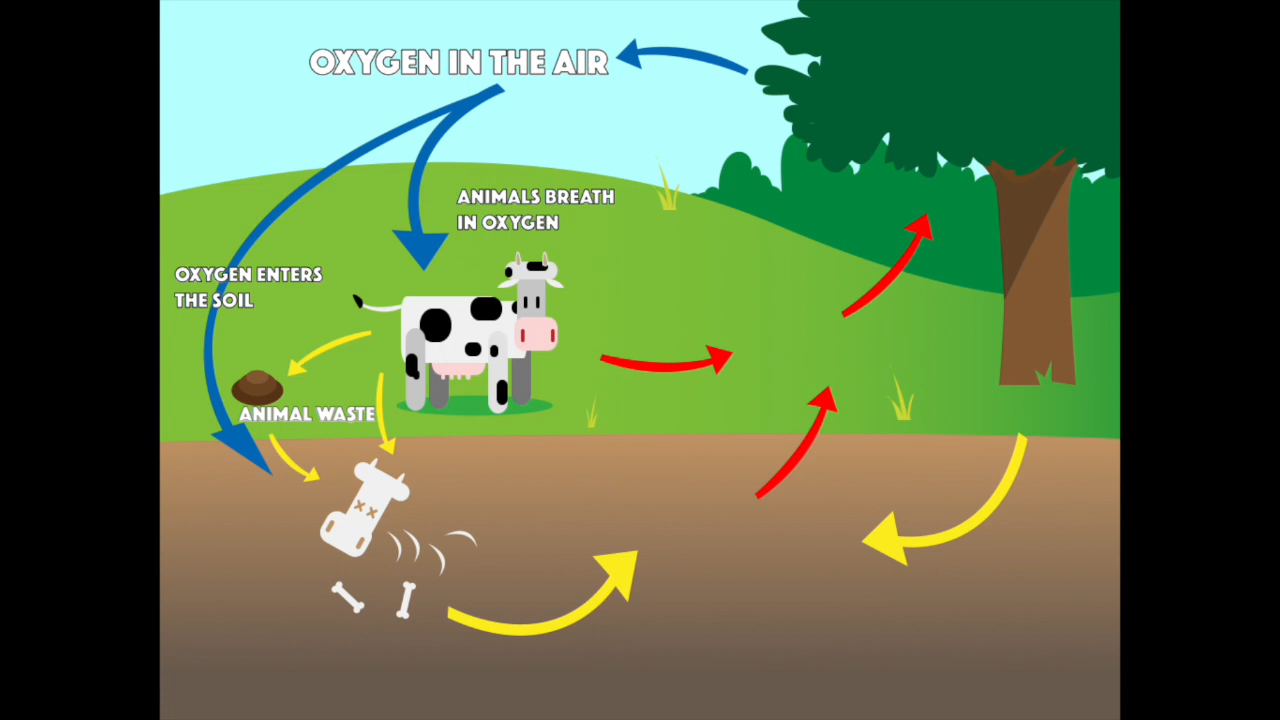 OXYGEN IN THE AIR
ANIMALS BREATH
IN OXYGEN
OXYGEN ENTERS
THE SOIL
ANIMAL WASTE